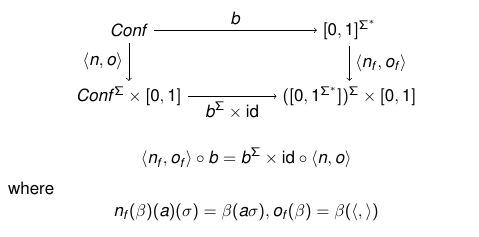 Conf b [0, 1]^{Σ*}
⟨n, o⟩ ⟨n_f, o_f⟩
Conf^Σ × [0, 1] b^Σ × id ([0, 1^{Σ*}])^Σ × [0, 1]
⟨n_f, o_f⟩ ∘ b = b^Σ × id ∘ ⟨n, o⟩
where
n_f(β)(a)(σ) = β(aσ), o_f(β) = β(⟨, ⟩)